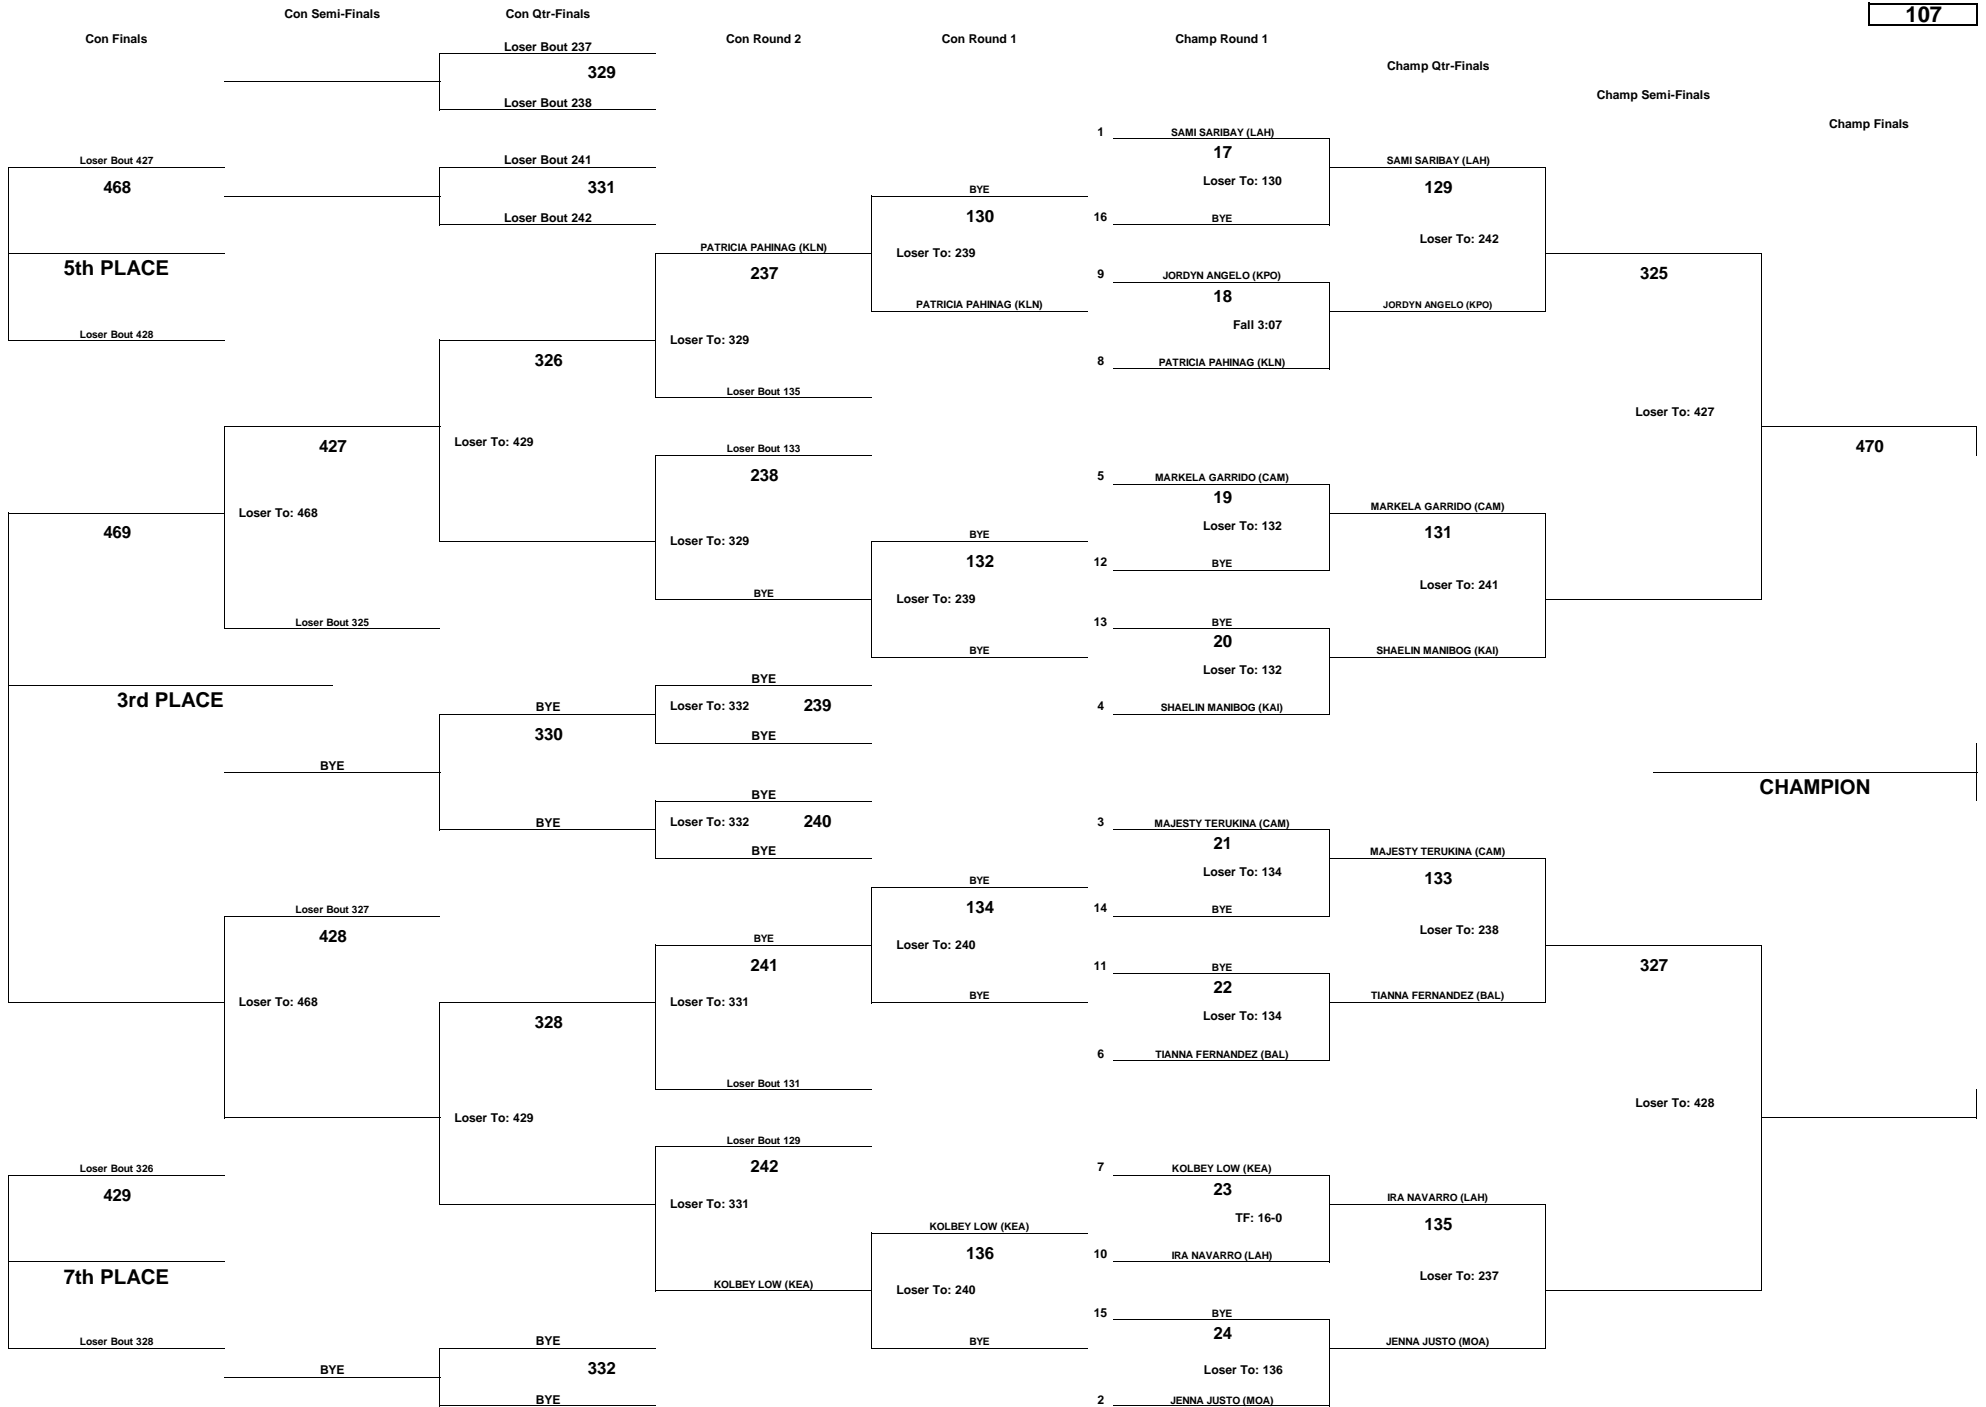 107
Con Semi-Finals
Con Qtr-Finals
Con Finals
Con Round 2
Con Round 1
Champ Round 1
Champ Qtr-Finals
Champ Semi-Finals
Champ Finals
Loser Bout 237
329
Loser Bout 238
Loser Bout 427
468
5th PLACE
Loser Bout 428
Loser Bout 241
331
Loser Bout 242
PATRICIA PAHINAG (KLN)
237
Loser To: 329
Loser Bout 135
BYE
130
Loser To: 239
PATRICIA PAHINAG (KLN)
1 SAMI SARIBAY (LAH)
17
Loser To: 130
16 BYE
9 JORDYN ANGELO (KPO)
18
Fall 3:07
8 PATRICIA PAHINAG (KLN)
SAMI SARIBAY (LAH)
129
Loser To: 242
JORDYN ANGELO (KPO)
325
Loser To: 427
470
326
Loser To: 429
427
Loser To: 468
Loser Bout 325
469
3rd PLACE
Loser Bout 133
238
Loser To: 329
BYE
BYE
132
Loser To: 239
BYE
5 MARKELA GARRIDO (CAM)
19
Loser To: 132
12 BYE
13 BYE
20
Loser To: 132
4 SHAELIN MANIBOG (KAI)
MARKELA GARRIDO (CAM)
131
Loser To: 241
SHAELIN MANIBOG (KAI)
BYE
Loser To: 332 239
BYE
BYE
330
BYE
BYE
BYE
Loser To: 332 240
BYE
CHAMPION
3 MAJESTY TERUKINA (CAM)
21
Loser To: 134
14 BYE
11 BYE
22
Loser To: 134
6 TIANNA FERNANDEZ (BAL)
MAJESTY TERUKINA (CAM)
133
Loser To: 238
TIANNA FERNANDEZ (BAL)
327
Loser To: 428
BYE
134
Loser To: 240
BYE
Loser Bout 327
428
Loser To: 468
BYE
241
Loser To: 331
Loser Bout 131
328
Loser To: 429
Loser Bout 129
242
Loser To: 331
KOLBEY LOW (KEA)
KOLBEY LOW (KEA)
136
Loser To: 240
BYE
7 KOLBEY LOW (KEA)
23
TF: 16-0
10 IRA NAVARRO (LAH)
15 BYE
24
Loser To: 136
2 JENNA JUSTO (MOA)
IRA NAVARRO (LAH)
135
Loser To: 237
JENNA JUSTO (MOA)
Loser Bout 326
429
7th PLACE
Loser Bout 328
BYE
BYE
332
BYE